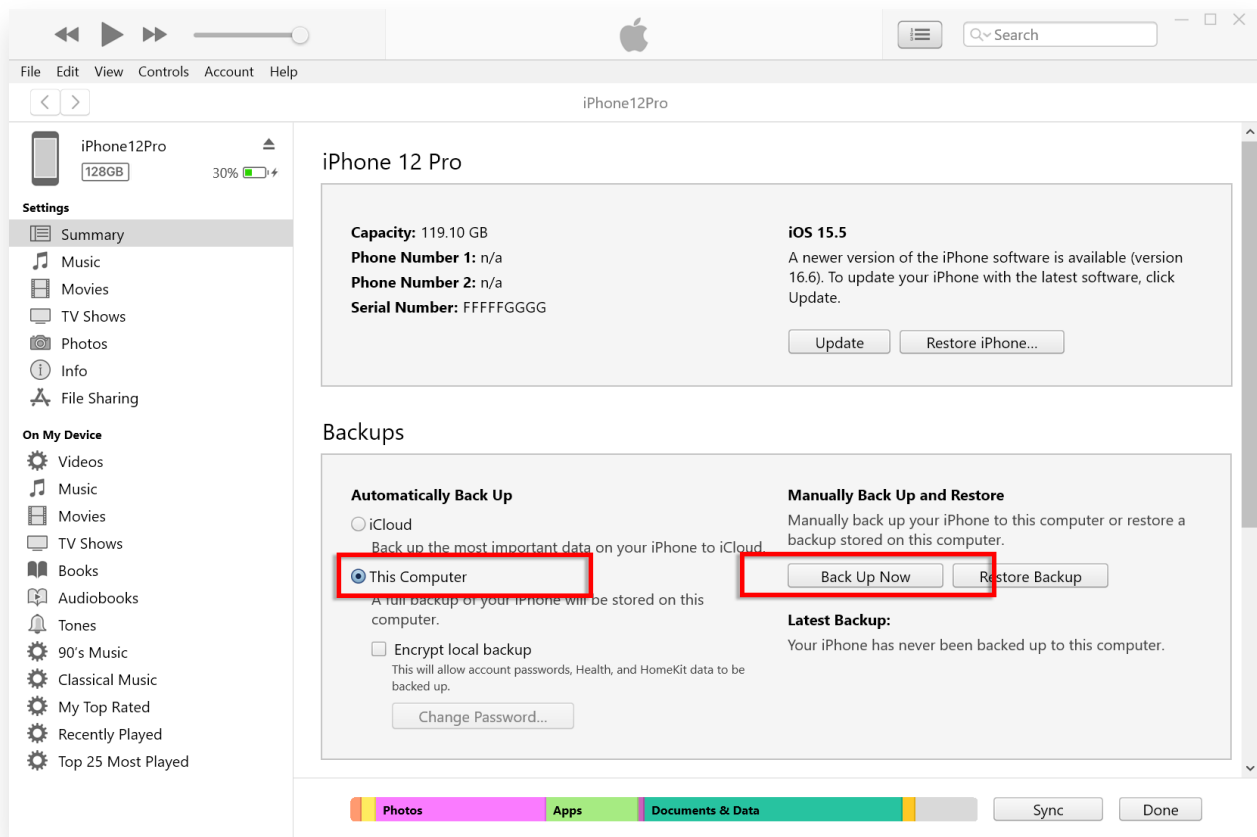 Search
File Edit View Controls Account Help
iPhone12Pro
iPhone12Pro
128GB
30%
Settings
Summary
Music
Movies
TV Shows
Photos
Info
File Sharing
On My Device
Videos
Music
Movies
TV Shows
Books
Audiobooks
Tones
90's Music
Classical Music
My Top Rated
Recently Played
Top 25 Most Played
iPhone 12 Pro
Capacity: 119.10 GB
Phone Number 1: n/a
Phone Number 2: n/a
Serial Number: FFFFFGGGG
iOS 15.5
A newer version of the iPhone software is available (version
16.6). To update your iPhone with the latest software, click
Update.
Update Restore iPhone...
Backups
Automatically Back Up
iCloud
Back up the most important data on your iPhone to iCloud.
This Computer
A full backup of your iPhone will be stored on this
computer.
Encrypt local backup
This will allow account passwords, Health, and HomeKit data to be
backed up.
Change Password...
Manually Back Up and Restore
Manually back up your iPhone to this computer or restore a
backup stored on this computer.
Back Up Now Restore Backup
Latest Backup:
Your iPhone has never been backed up to this computer.
Photos Apps Documents & Data Sync Done